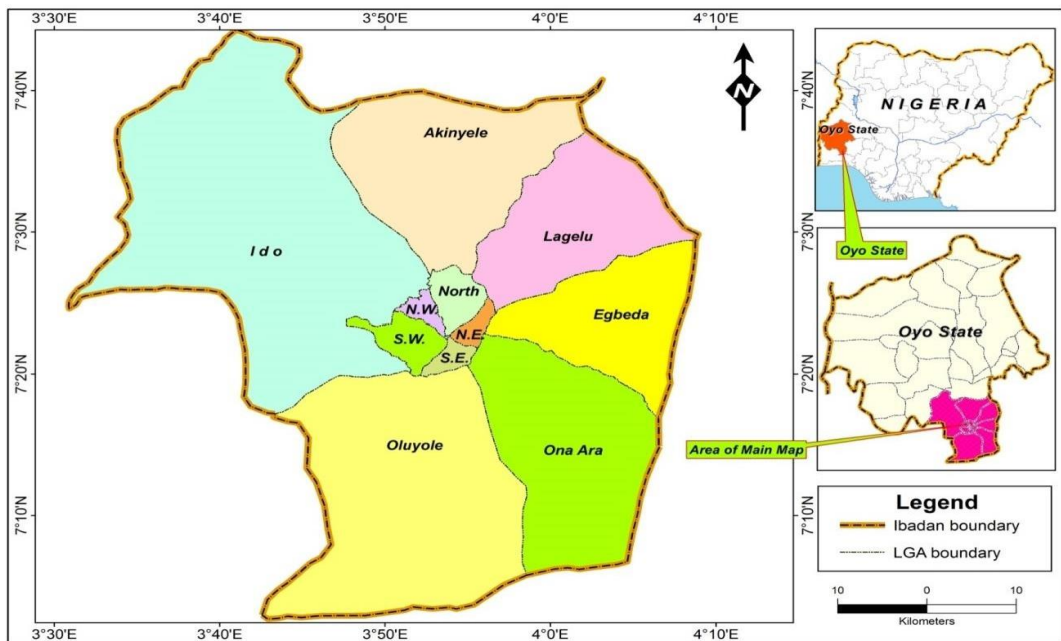 3°30'E 3°40'E 3°50'E 4°0'E 4°10'E
7°40'N
7°30'N
7°20'N
7°10'N
N
Akinyele
Ido
Lagelu
North
N.W.
Egbeda
N.E.
S.W.
S.E.
Oluyole
Ona Ara
7°40'N
7°30'N
7°20'N
7°10'N
3°30'E 3°40'E 3°50'E 4°0'E 4°10'E
NIGERIA
Oyo State
Oyo State
Oyo State
Area of Main Map
Legend
Ibadan boundary
LGA boundary
10 0 10
Kilometers